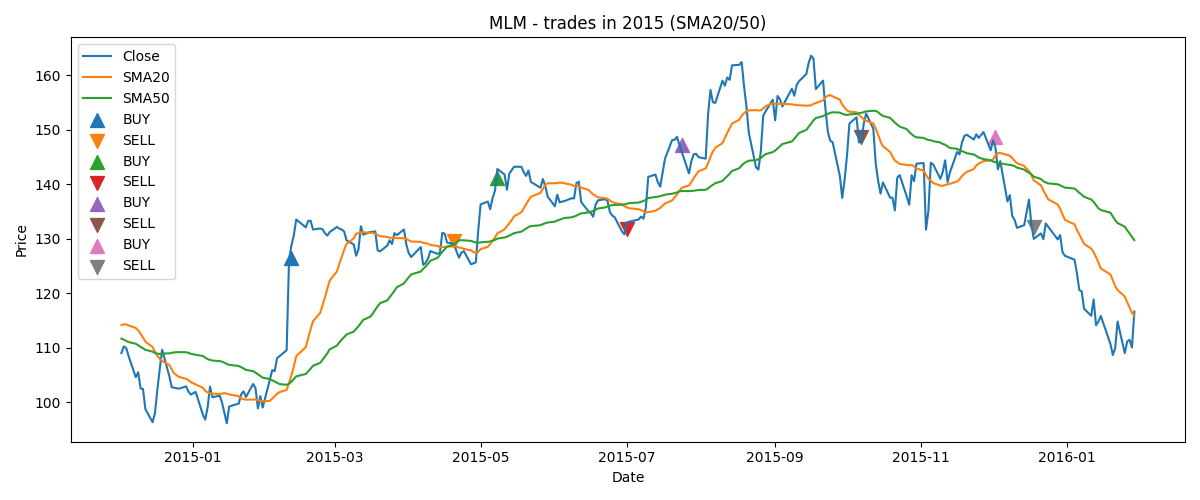 MLM - trades in 2015 (SMA20/50)
Close
SMA20
SMA50
BUY
SELL
BUY
SELL
BUY
SELL
BUY
SELL
Price
160
150
140
130
120
110
100
2015-01 2015-03 2015-05 2015-07 2015-09 2015-11 2016-01
Date